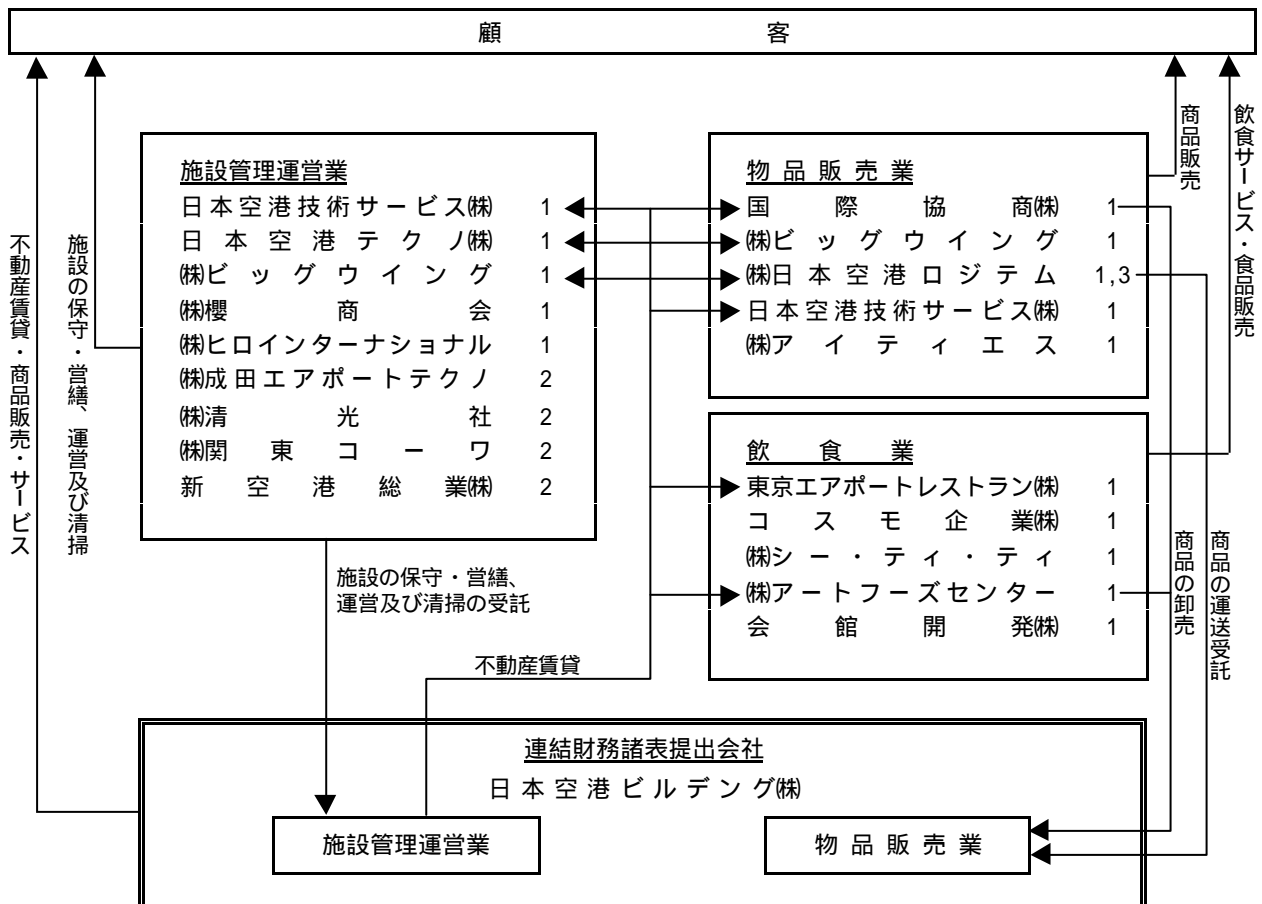 顧客
不動産賃貸・商品販売・サービス
施設の保守・営繕、運営及び清掃
施設管理運営業
日本空港技術サービス㈱ 1
日本空港テクノ㈱ 1
㈱ビッグウイング 1
㈱櫻商会 1
㈱ヒロインターナショナル 1
㈱成田エアポートテクノ 2
㈱清光社 2
㈱関東コーワ 2
新空港総業㈱ 2
物品販売業
国際協商㈱ 1
㈱ビッグウイング 1
㈱日本空港ロジテム 1,3
日本空港技術サービス㈱ 1
㈱アイティエス 1
商品販売
飲食サービス・食品販売
飲食業
東京エアポートレストラン㈱ 1
コスモ企業㈱ 1
㈱シー・ティ・ティ 1
㈱アートフーズセンター 1
会館開発㈱ 1
商品の卸売
商品の運送受託
施設の保守・営繕、
運営及び清掃の受託
不動産賃貸
連結財務諸表提出会社
日本空港ビルデング㈱
施設管理運営業
物品販売業